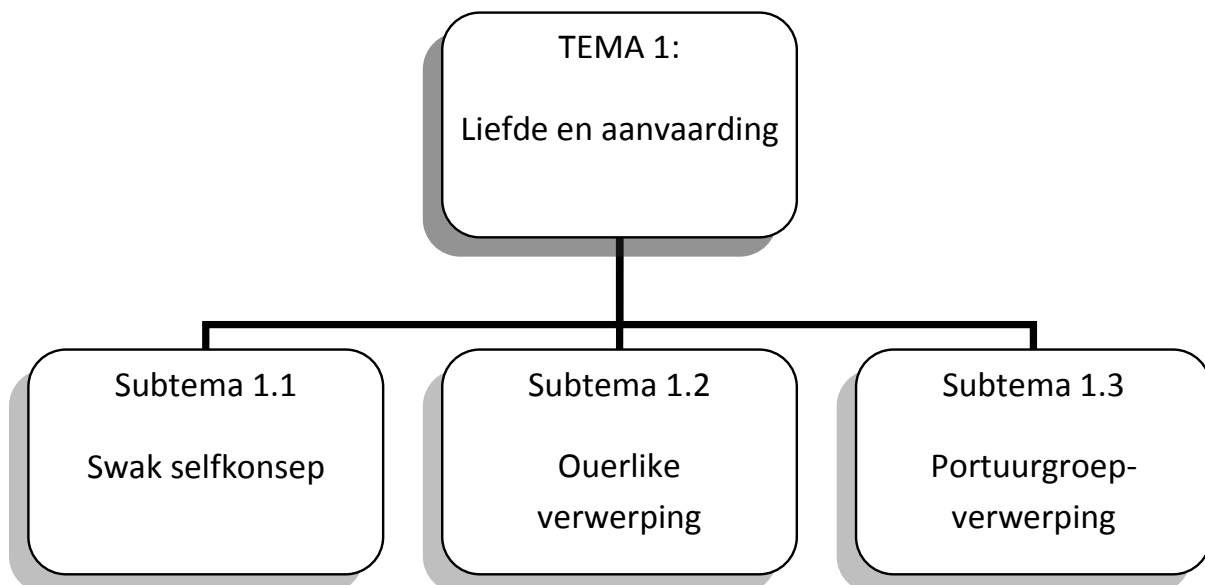 TEMA 1:
Liefde en aanvaarding
Subtema 1.1
Swak selfkonsep
Subtema 1.2
Ouerlike
verwerping
Subtema 1.3
Portuurgroep-
verwerping